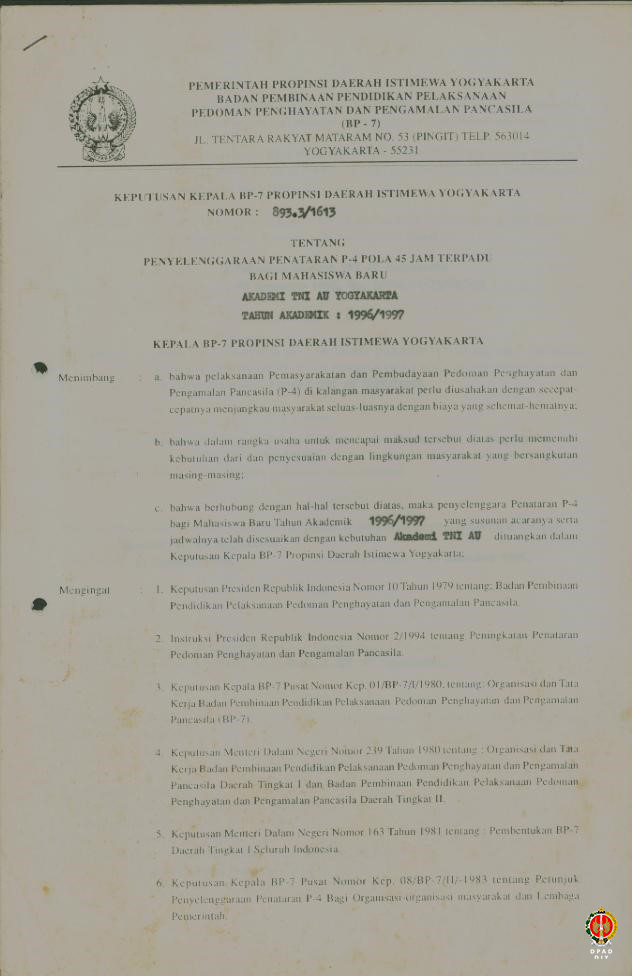 PEMERINTAH PROPINSI DAERAH ISTIMEWA YOGYAKARTA
BADAN PEMBINAAN PENDIDIKAN PELAKSANAAN
PEDOMAN PENGHAYATAN DAN PENGAMALAN PANCASILA
(BP - 7)
JL. TENTARA RAKYAT MATARAM NO. 53 (PINGIT) TELP. 563014
YOGYAKARTA - 55231
KEPUTUSAN KEPALA BP-7 PROPINSI DAERAH ISTIMEWA YOGYAKARTA
NOMOR : 893.3/1613
TENTANG
PENYELENGGARAAN PENATARAN P-4 POLA 45 JAM TERPADU
BAGI MAHASISWA BARU
AKADEMI TNI AU YOGYAKARTA
TAHUN AKADEMIK : 1996/1997
KEPALA BP-7 PROPINSI DAERAH ISTIMEWA YOGYAKARTA
Menimbang : a. bahwa pelaksanaan Pemasyarakatan dan Pembudayaan Pedoman Penghayatan dan
Pengamalan Pancasila (P-4) di kalangan masyarakat perlu diusahakan dengan secepat-
cepatnya menjangkau masyarakat seluas-luasnya dengan biaya yang sehemat-hematnya;
b. bahwa dalam rangka usaha untuk mencapai maksud tersebut diatas perlu memenuhi
kebutuhan dari dan penyesuaian dengan lingkungan masyarakat yang bersangkutan
masing-masing;
c. bahwa berhubung dengan hal-hal tersebut diatas, maka penyelenggara Penataran P-4
bagi Mahasiswa Baru Tahun Akademik 1996/1997 yang susunan acaranya serta
jadwalnya telah disesuaikan dengan kebutuhan Akademi TNI AU dituangkan dalam
Keputusan Kepala BP-7 Propinsi Daerah Istimewa Yogyakarta;
Mengingat : 1. Keputusan Presiden Republik Indonesia Nomor 10 Tahun 1979 tentang; Badan Pembinaan
Pendidikan Pelaksanaan Pedoman Penghayatan dan Pengamalan Pancasila.
2. Instruksi Presiden Republik Indonesia Nomor 2/1994 tentang Peningkatan Penataran
Pedoman Penghayatan dan Pengamalan Pancasila.
3. Keputusan Kepala BP-7 Pusat Nomor Kep. 01/BP-7/I/1980, tentang: Organisasi dan Tata
Kerja Badan Pembinaan Pendidikan Pelaksanaan Pedoman Penghayatan dan Pengamalan
Pancasila (BP-7).
4. Keputusan Menteri Dalam Negeri Nomor 239 Tahun 1980 tentang : Organisasi dan Tata
Kerja Badan Pembinaan Pendidikan Pelaksanaan Pedoman Penghayatan dan Pengamalan
Pancasila Daerah Tingkat I dan Badan Pembinaan Pendidikan Pelaksanaan Pedoman
Penghayatan dan Pengamalan Pancasila Daerah Tingkat II.
5. Keputusan Menteri Dalam Negeri Nomor 163 Tahun 1981 tentang : Pembentukan BP-7
Daerah Tingkat I Seluruh Indonesia.
6. Keputusan Kepala BP-7 Pusat Nomor Kep. 08/BP-7/II/-1983 tentang Petunjuk
Penyelenggaraan Penataran P-4 Bagi Organisasi-organisasi masyarakat dan Lembaga
Pemerintah.
DPAD
DIY